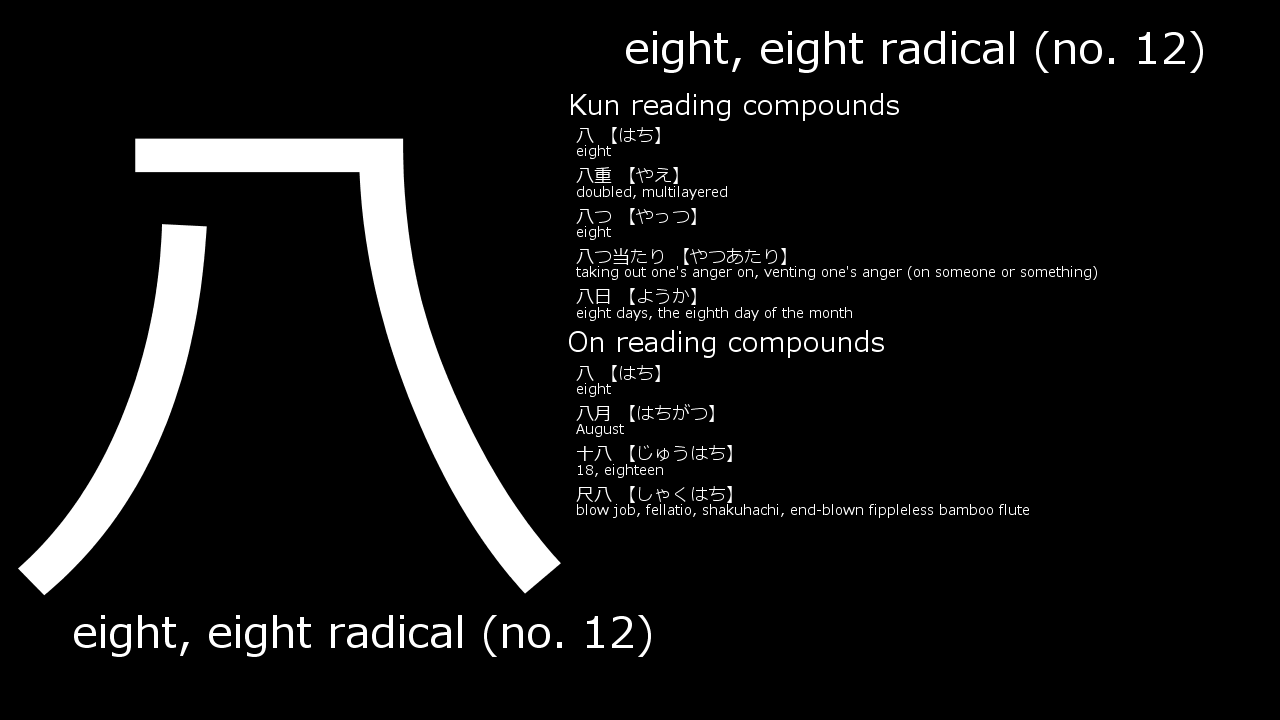 eight, eight radical (no. 12)
八
Kun reading compounds
八 【はち】
eight
八重 【やえ】
doubled, multilayered
八つ 【やっつ】
eight
八つ当たり 【やつあたり】
taking out one's anger on, venting one's anger (on someone or something)
八日 【ようか】
eight days, the eighth day of the month
On reading compounds
八 【はち】
eight
八月 【はちがつ】
August
十八 【じゅうはち】
18, eighteen
尺八 【しゃくはち】
blow job, fellatio, shakuhachi, end-blown fippleless bamboo flute
eight, eight radical (no. 12)